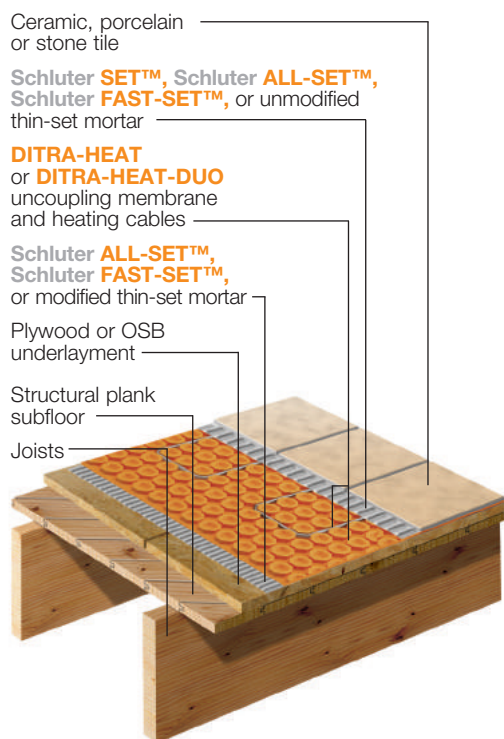 Ceramic, porcelain
or stone tile
Schluter SET™, Schluter ALL-SET™,
Schluter FAST-SET™, or unmodified
thin-set mortar
DITRA-HEAT
or DITRA-HEAT-DUO
uncoupling membrane
and heating cables
Schluter ALL-SET™,
Schluter FAST-SET™,
or modified thin-set mortar
Plywood or OSB
underlayment
Structural plank
subfloor
Joists